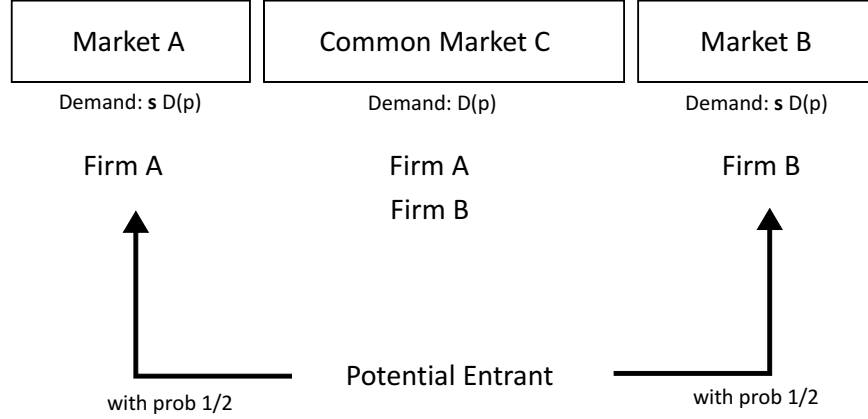 Market A
Common Market C
Market B
Demand: s D(p)
Demand: D(p)
Demand: s D(p)
Firm A
Firm A
Firm B
Firm B
Potential Entrant
with prob 1/2
with prob 1/2